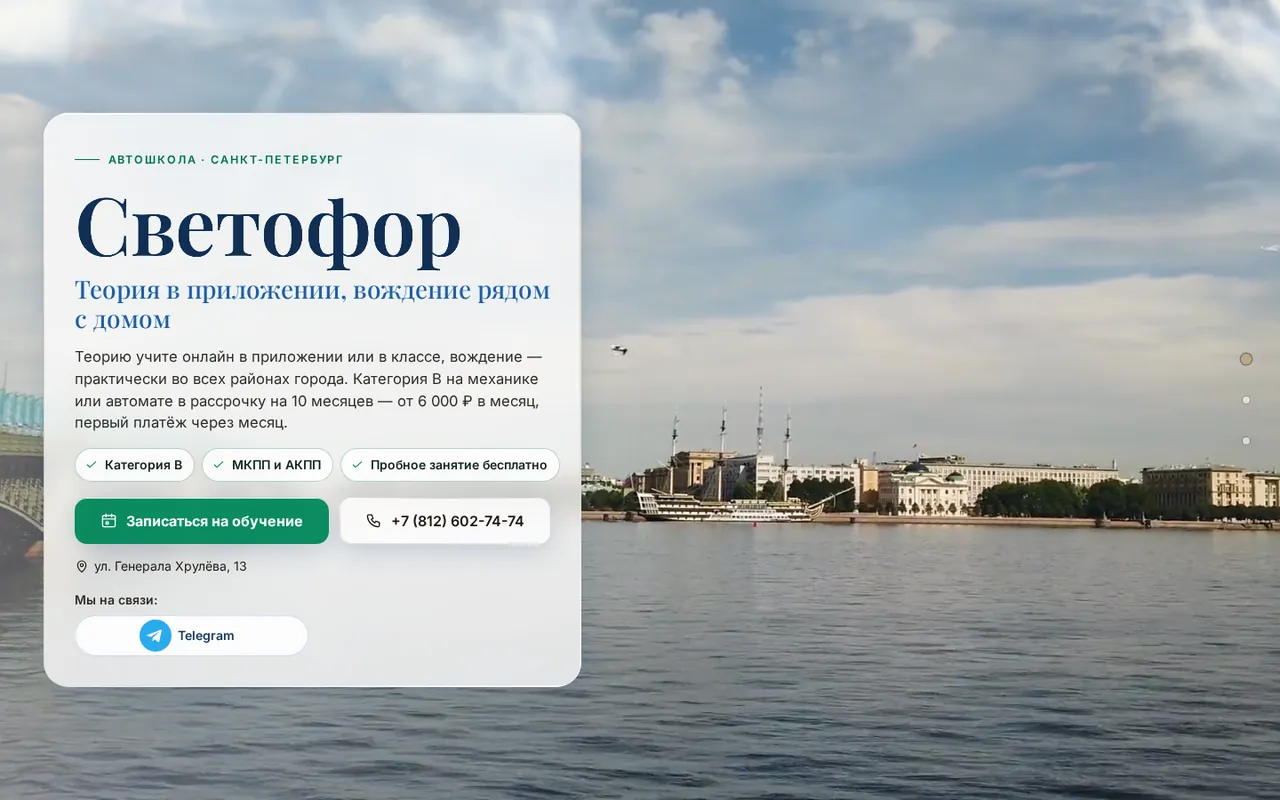 АВТОШКОЛА · САНКТ-ПЕТЕРБУРГ
Светофор
Теория в приложении, вождение рядом
с домом
Теорию учите онлайн в приложении или в классе, вождение —
практически во всех районах города. Категория B на механике
или автомате в рассрочку на 10 месяцев — от 6 000 ₽ в месяц,
первый платёж через месяц.
Категория B
МКПП и АКПП
Пробное занятие бесплатно
Записаться на обучение
+7 (812) 602-74-74
ул. Генерала Хрулёва, 13
Мы на связи:
Telegram